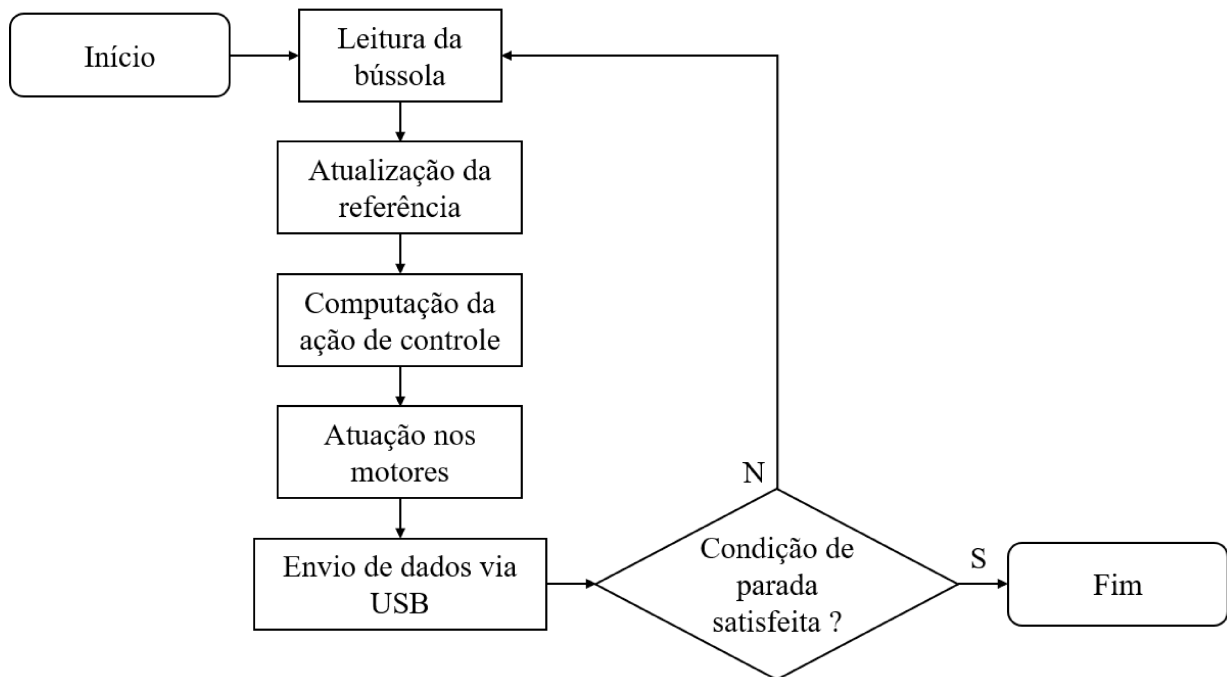 Início
Leitura da
bússola
Atualização da
referência
Computação da
ação de controle
Atuação nos
motores
Envio de dados via
USB
Condição de
parada
satisfeita ?
N
S
Fim